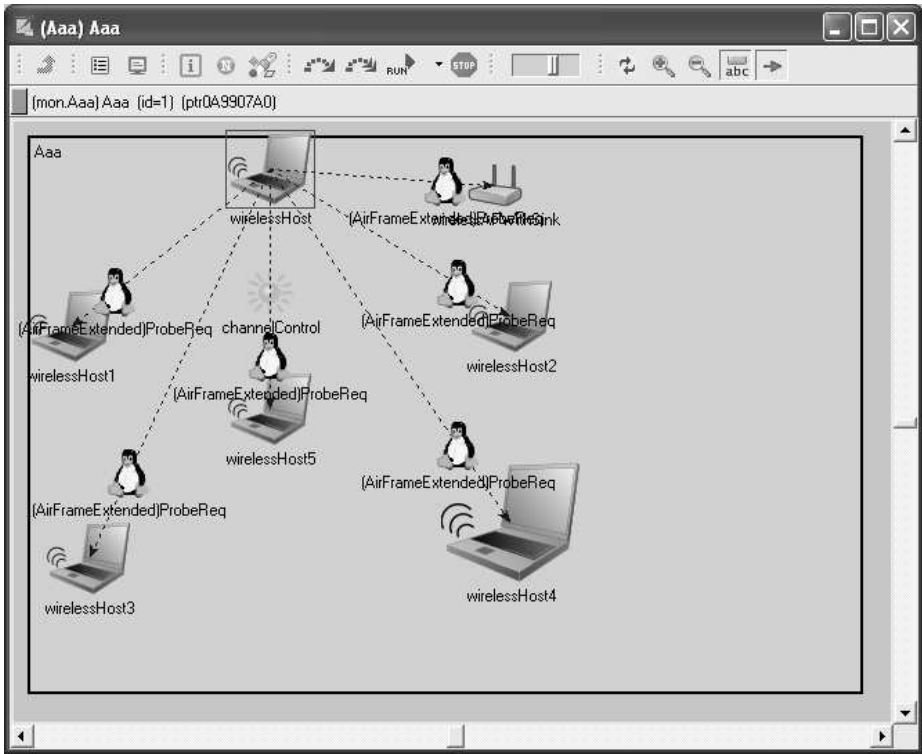 (Aaa) Aaa
RUN STOP abc
(mon.Aaa) Aaa (id=1) (ptr0A9907A0)
Aaa
wirelessHost
(AirFrameExtended)ProbeReq
(AirFrameExtended)ProbeReq
channelControl
(AirFrameExtended)ProbeReq
wirelessHost1
wirelessHost2
(AirFrameExtended)ProbeReq
wirelessHost5
(AirFrameExtended)ProbeReq
(AirFrameExtended)ProbeReq
wirelessHost4
wirelessHost3